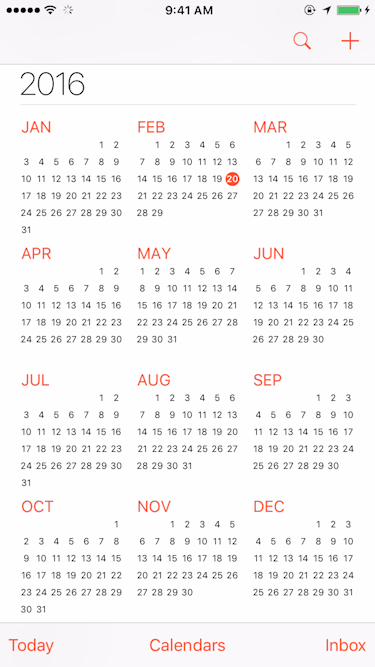 9:41 AM
2016
JAN
1 2
3 4 5 6 7 8 9
10 11 12 13 14 15 16
17 18 19 20 21 22 23
24 25 26 27 28 29 30
31
FEB
1 2 3 4 5 6
7 8 9 10 11 12 13
14 15 16 17 18 19 20
21 22 23 24 25 26 27
28 29
MAR
1 2 3 4 5
6 7 8 9 10 11 12
13 14 15 16 17 18 19
20 21 22 23 24 25 26
27 28 29 30 31
APR
1 2
3 4 5 6 7 8 9
10 11 12 13 14 15 16
17 18 19 20 21 22 23
24 25 26 27 28 29 30
MAY
1 2 3 4 5 6 7
8 9 10 11 12 13 14
15 16 17 18 19 20 21
22 23 24 25 26 27 28
29 30 31
JUN
1 2 3 4
5 6 7 8 9 10 11
12 13 14 15 16 17 18
19 20 21 22 23 24 25
26 27 28 29 30
JUL
1 2
3 4 5 6 7 8 9
10 11 12 13 14 15 16
17 18 19 20 21 22 23
24 25 26 27 28 29 30
31
AUG
1 2 3 4 5 6
7 8 9 10 11 12 13
14 15 16 17 18 19 20
21 22 23 24 25 26 27
28 29 30 31
SEP
1 2 3
4 5 6 7 8 9 10
11 12 13 14 15 16 17
18 19 20 21 22 23 24
25 26 27 28 29 30
OCT
1
2 3 4 5 6 7 8
9 10 11 12 13 14 15
16 17 18 19 20 21 22
23 24 25 26 27 28 29
30 31
NOV
1 2 3 4 5
6 7 8 9 10 11 12
13 14 15 16 17 18 19
20 21 22 23 24 25 26
27 28 29 30
DEC
1 2 3
4 5 6 7 8 9 10
11 12 13 14 15 16 17
18 19 20 21 22 23 24
25 26 27 28 29 30 31
Today Calendars Inbox